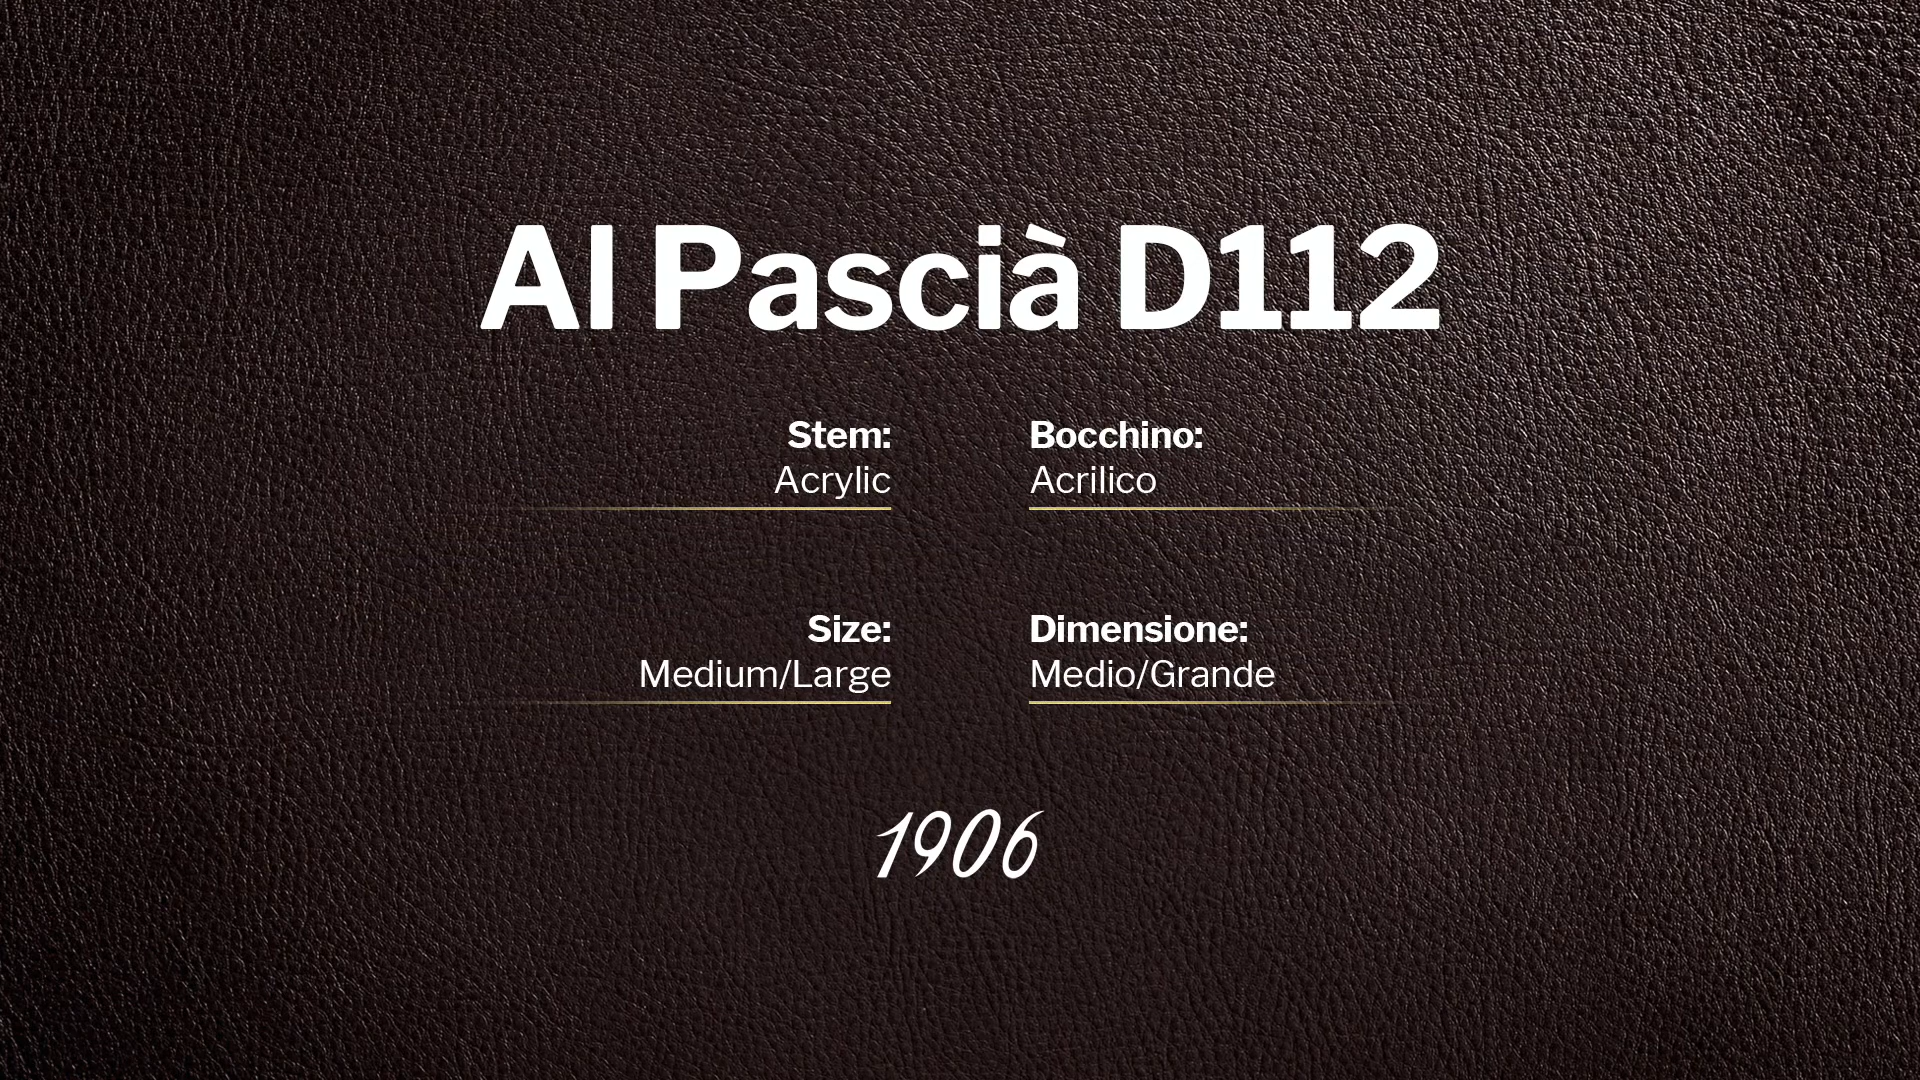 Al Pascià D112
Stem:
Acrylic
Bocchino:
Acrilico
Size:
Medium/Large
Dimensione:
Medio/Grande
1906